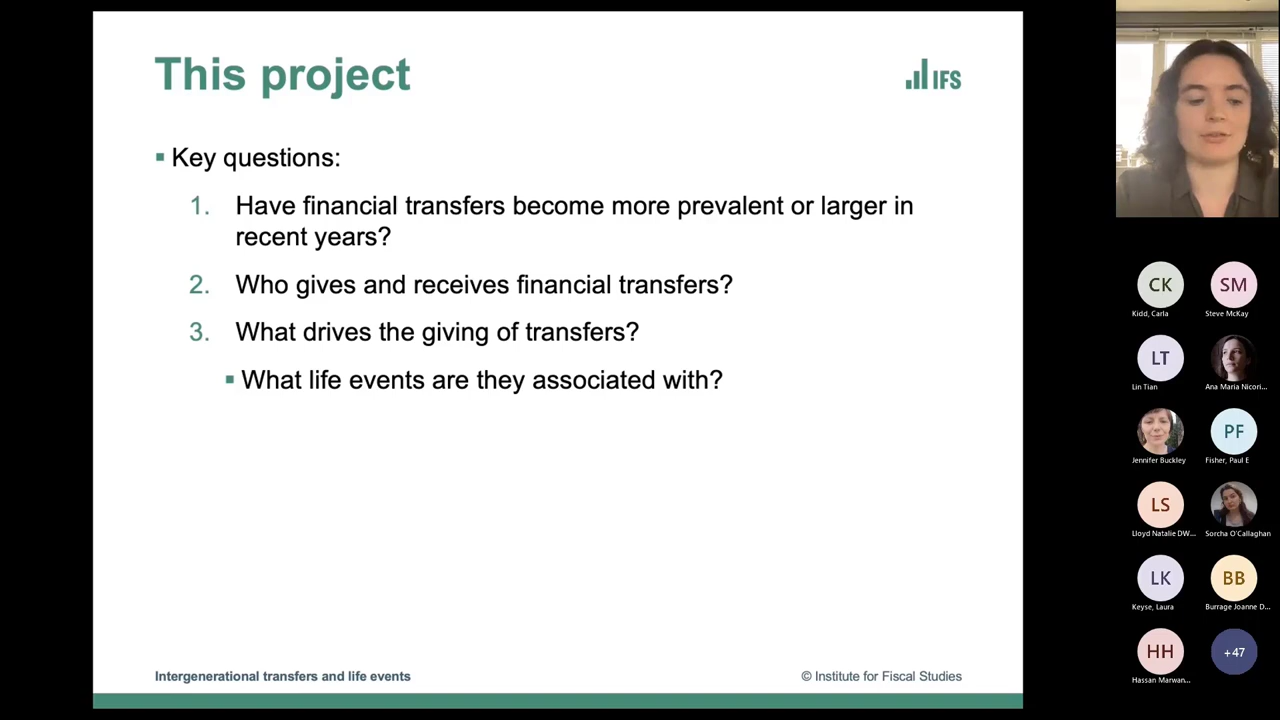 This project
IFS
Key questions:
1. Have financial transfers become more prevalent or larger in
recent years?
2. Who gives and receives financial transfers?
3. What drives the giving of transfers?
What life events are they associated with?
Intergenerational transfers and life events
© Institute for Fiscal Studies
CK
SM
Kidd, Carla
Steve McKay
LT
Lin Tian
Ana Maria Nicori...
PF
Jennifer Buckley
Fisher, Paul E
LS
Lloyd Natalie DW...
Sorcha O'Callaghan
LK
BB
Keyse, Laura
Burrage Joanne D...
HH
+47
Hassan Marwan...